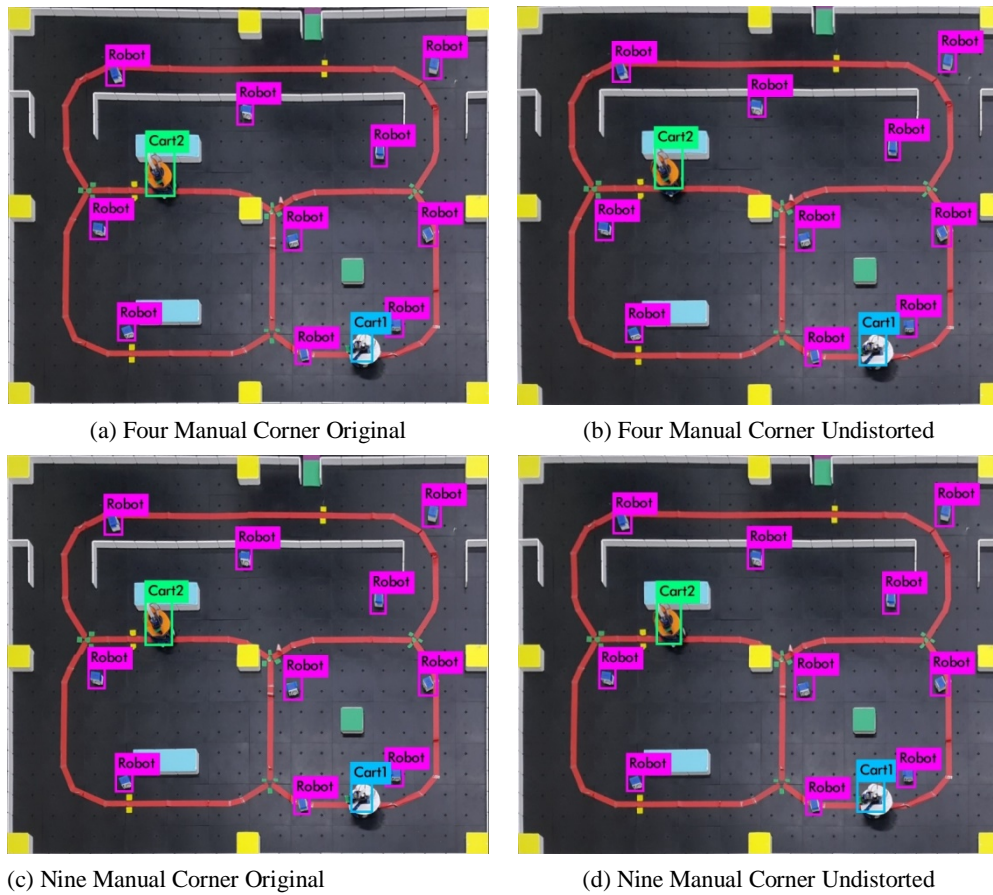 Robot
Robot
Robot
Robot
Cart2
Robot
Robot
Robot
Robot
Robot
Cart1
Robot
(a) Four Manual Corner Original
Robot
Robot
Robot
Robot
Cart2
Robot
Robot
Robot
Robot
Robot
Cart1
Robot
(b) Four Manual Corner Undistorted
Robot
Robot
Robot
Robot
Cart2
Robot
Robot
Robot
Robot
Robot
Cart1
Robot
(c) Nine Manual Corner Original
Robot
Robot
Robot
Robot
Cart2
Robot
Robot
Robot
Robot
Robot
Cart1
Robot
(d) Nine Manual Corner Undistorted